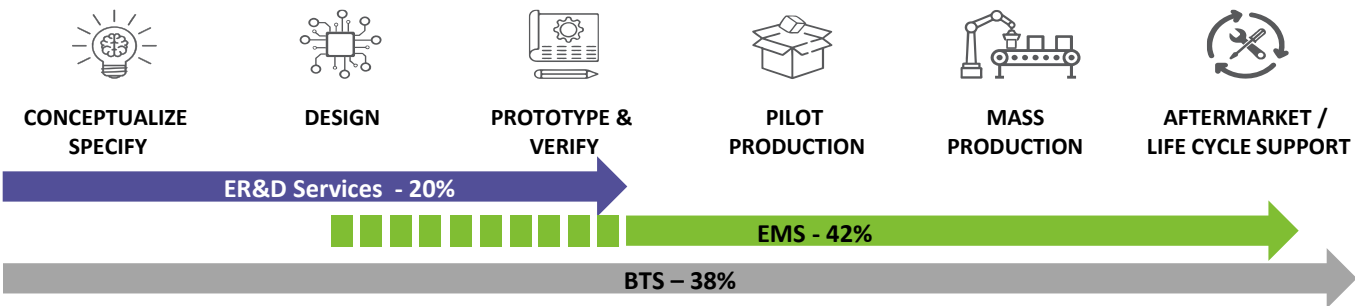 CONCEPTUALIZE
SPECIFY
DESIGN
PROTOTYPE &
VERIFY
PILOT
PRODUCTION
MASS
PRODUCTION
AFTERMARKET /
LIFE CYCLE SUPPORT
ER&D Services - 20%
EMS - 42%
BTS – 38%